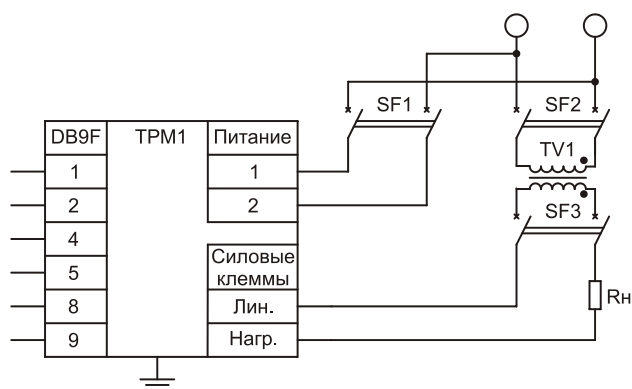 SF1
SF2
DB9F
ТРМ1
Питание
TV1
1
1
2
2
SF3
4
5
Силовые
клеммы
8
Лин.
Rн
9
Нагр.